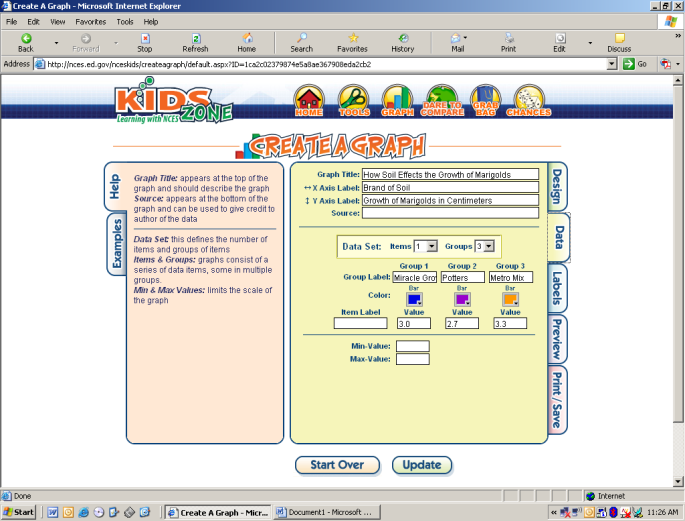 Create A Graph - Microsoft Internet Explorer
File Edit View Favorites Tools Help
Back Forward Stop Refresh Home Search Favorites History Mail Print Edit Discuss
Address http://nces.ed.gov/nceskids/createagraph/default.aspx?ID=1ca2c02379874e5a8ae367908eda2cb2 Go
KIDS ZONE
Learning with NCES
HOME TOOLS GRAPH DARE TO COMPARE GRAB BAG CHANCES
CREATE A GRAPH
Help
Examples
Graph Title: appears at the top of the
graph and should describe the graph
Source: appears at the bottom of the
graph and can be used to give credit to
author of the data
Data Set: this defines the number of
items and groups of items
Items & Groups: graphs consist of a
series of data items, some in multiple
groups.
Min & Max Values: limits the scale of
the graph
Graph Title: How Soil Effects the Growth of Marigolds
X Axis Label: Brand of Soil
Y Axis Label: Growth of Marigolds in Centimeters
Source:
Data Set: Items 1 Groups 3
Group 1 Group 2 Group 3
Group Label: Miracle Gro Potters Metro Mix
Bar Bar Bar
Color:
Item Label Value Value Value
3.0 2.7 3.3
Min-Value:
Max-Value:
Design
Data
Labels
Preview
Print / Save
Start Over Update
Done Internet
Start Create A Graph - Micr... Document1 - Microsoft ... 11:26 AM